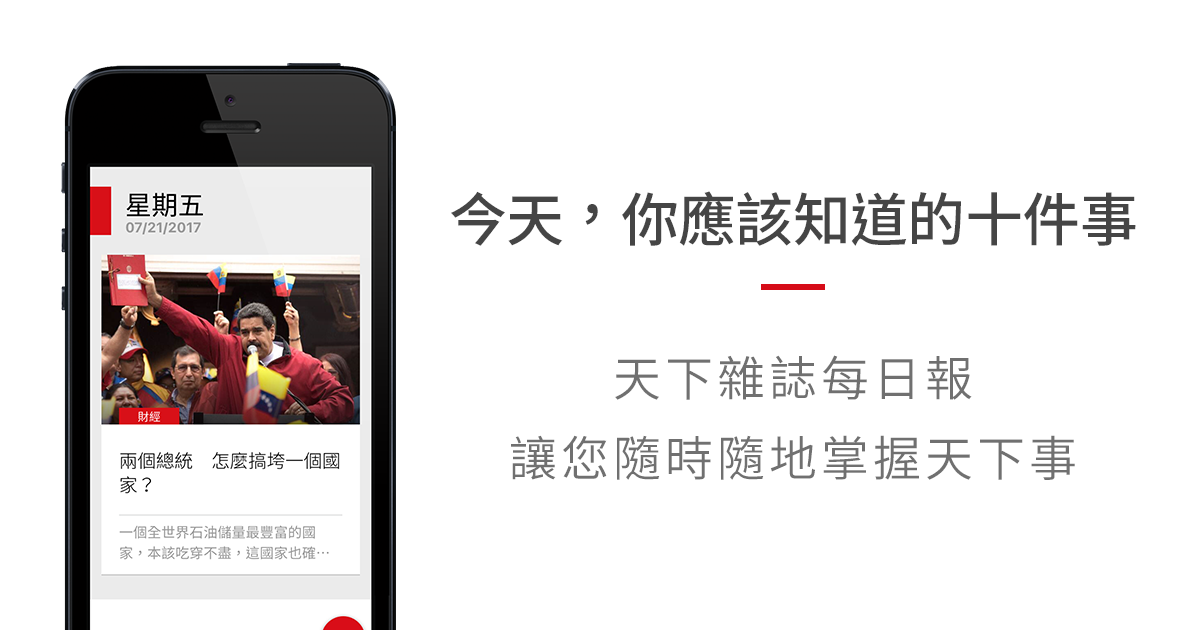 星期五
07/21/2017
財經
兩個總統　怎麼搞垮一個國
家？
一個全世界石油儲量最豐富的國
家，本該吃穿不盡，這國家也確⋯
今天，你應該知道的十件事
天下雜誌每日報
讓您隨時隨地掌握天下事